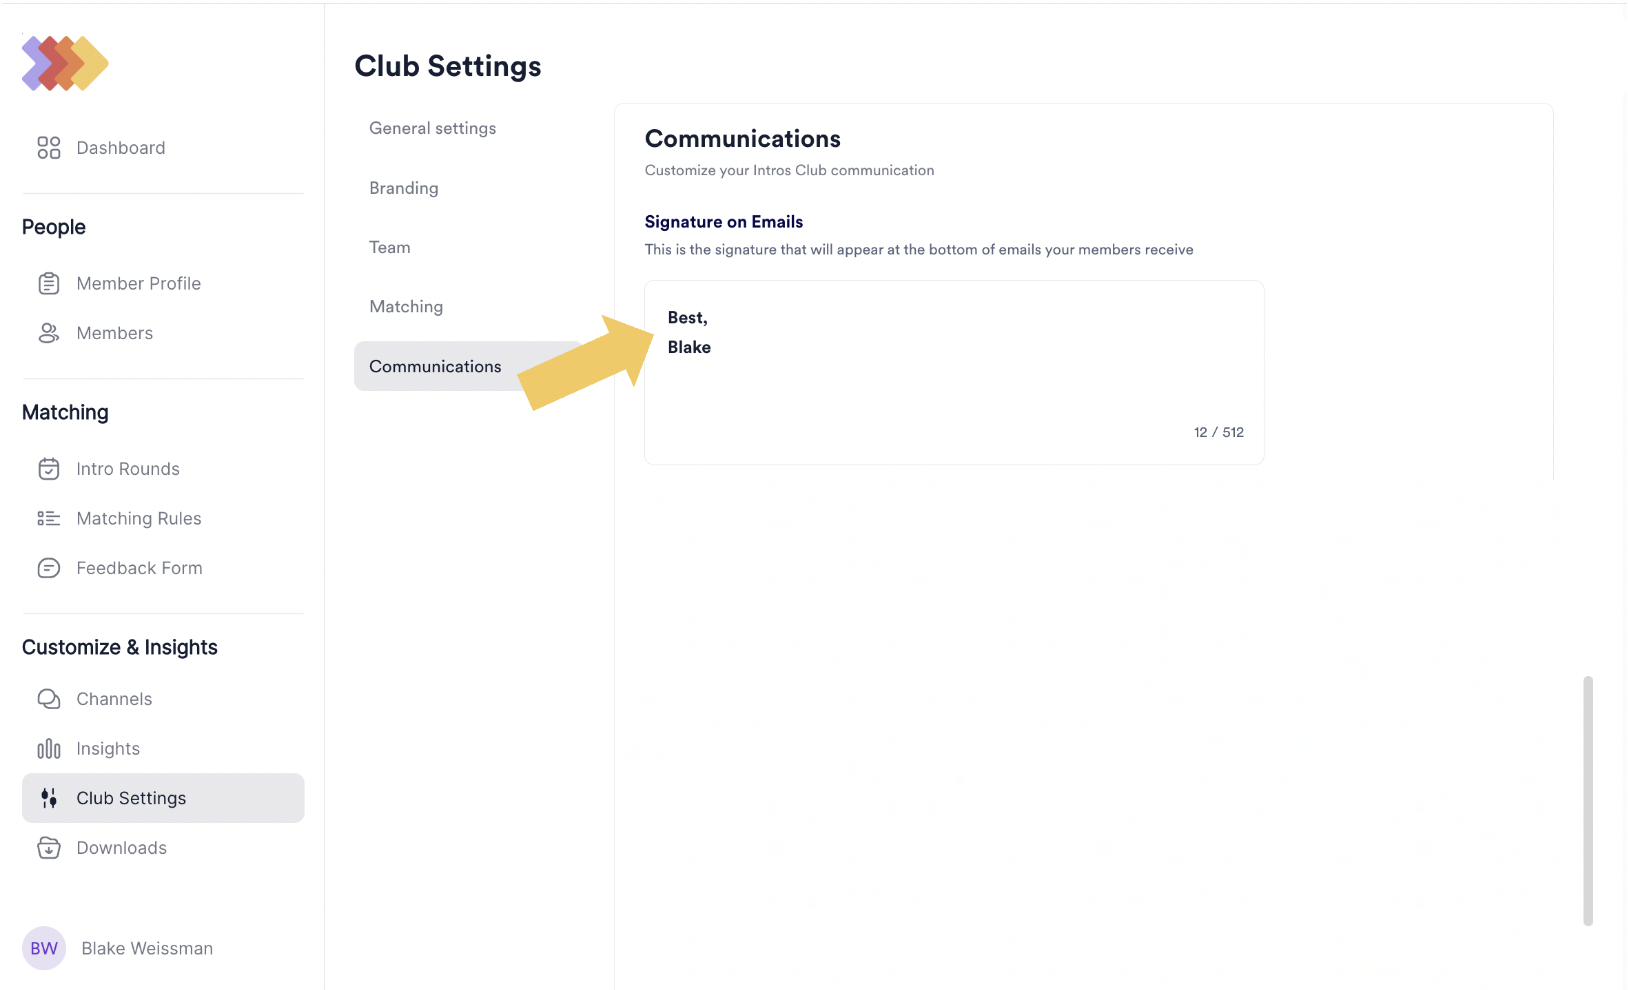 Dashboard
People
Member Profile
Members
Matching
Intro Rounds
Matching Rules
Feedback Form
Customize & Insights
Channels
Insights
Club Settings
Downloads
BW
Blake Weissman
Club Settings
General settings
Branding
Team
Matching
Communications
Communications
Customize your Intros Club communication
Signature on Emails
This is the signature that will appear at the bottom of emails your members receive
Best,
Blake
12 / 512